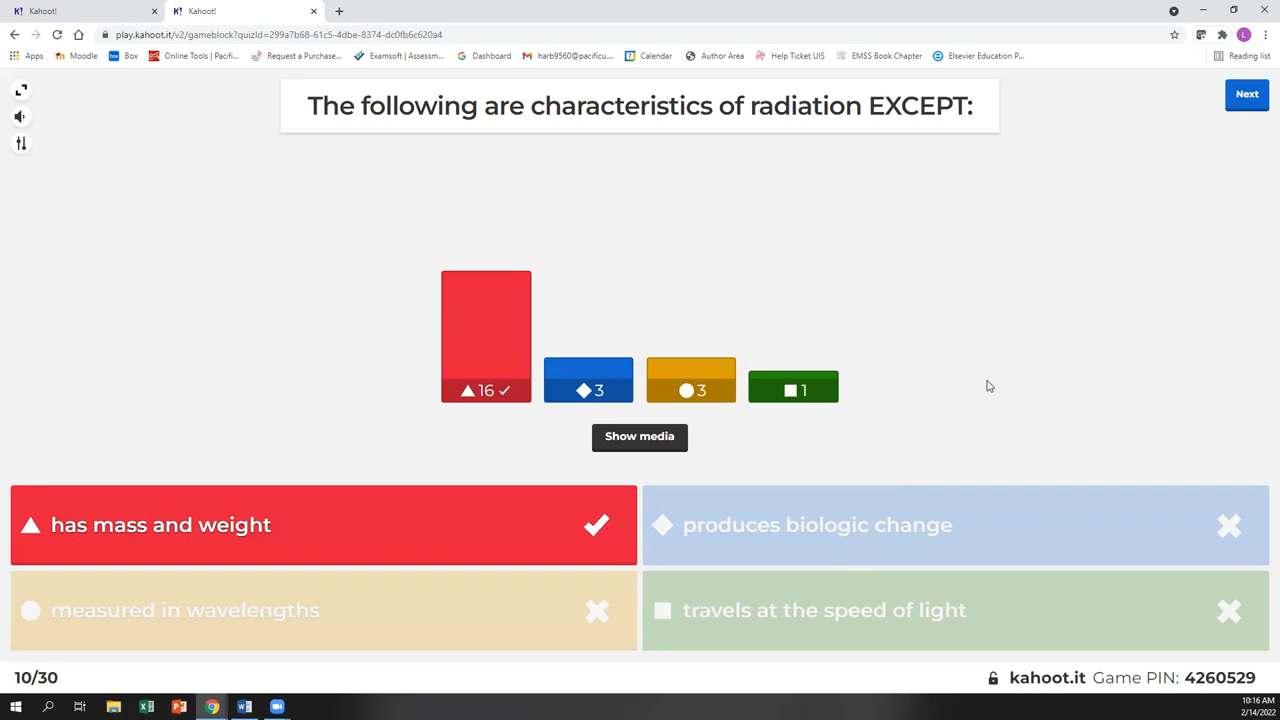 Kahoot!
Kahoot!
play.kahoot.it/v2/gameblock?quizId=299a7b68-61c5-4dbe-8374-dc0fb6c620a4
Apps Moodle Box Online Tools | Pacifi... Request a Purchase... Examsoft | Assessm... Dashboard harb9560@pacificu... Calendar Author Area Help Ticket UIS EMSS Book Chapter Elsevier Education P... Reading list
The following are characteristics of radiation EXCEPT:
Next
16 3 3 1
Show media
has mass and weight
produces biologic change
measured in wavelengths
travels at the speed of light
10/30
kahoot.it Game PIN: 4260529
10:16 AM
2/14/2022